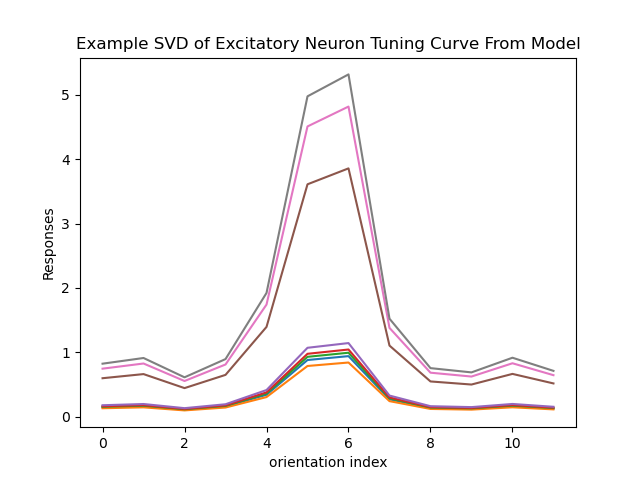 Example SVD of Excitatory Neuron Tuning Curve From Model
5
4
3
2
1
0
Responses
0 2 4 6 8 10
orientation index